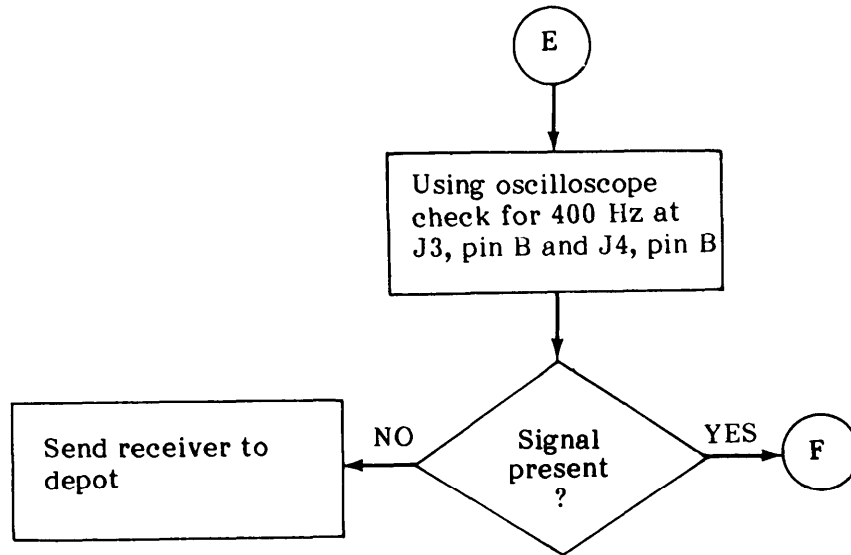 E
Using oscilloscope
check for 400 Hz at
J3, pin B and J4, pin B
Signal
present
?
NO
Send receiver to
depot
YES
F